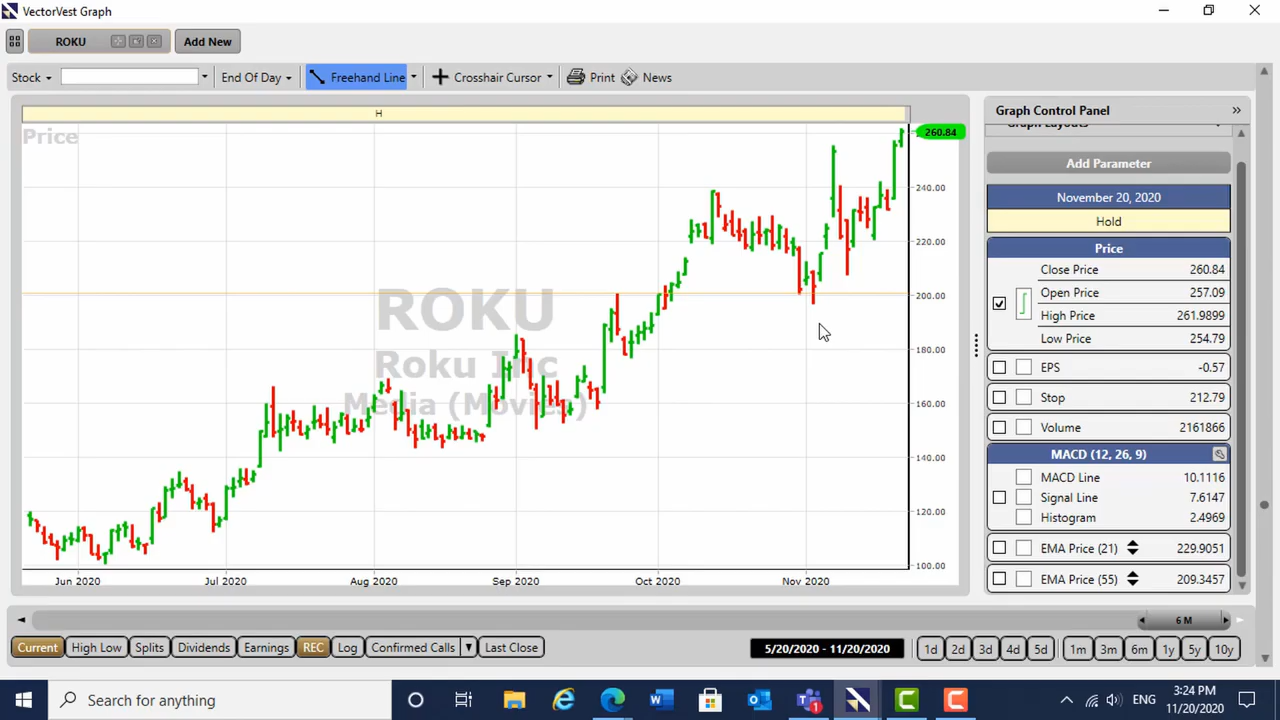 VectorVest Graph
ROKU
Add New
Stock
End Of Day
Freehand Line
Crosshair Cursor
Print
News
H
Price
260.84
240.00
220.00
200.00
180.00
160.00
140.00
120.00
100.00
ROKU
Roku Inc
Media (Movies)
Jun 2020
Jul 2020
Aug 2020
Sep 2020
Oct 2020
Nov 2020
Graph Control Panel
Graph Layouts
Add Parameter
November 20, 2020
Hold
Price
Close Price 260.84
Open Price 257.09
High Price 261.9899
Low Price 254.79
EPS -0.57
Stop 212.79
Volume 2161866
MACD (12, 26, 9)
MACD Line 10.1116
Signal Line 7.6147
Histogram 2.4969
EMA Price (21) 229.9051
EMA Price (55) 209.3457
6 M
Current
High Low
Splits
Dividends
Earnings
REC
Log
Confirmed Calls
Last Close
5/20/2020 - 11/20/2020
1d
2d
3d
4d
5d
1m
3m
6m
1y
5y
10y
Search for anything
ENG
3:24 PM
11/20/2020